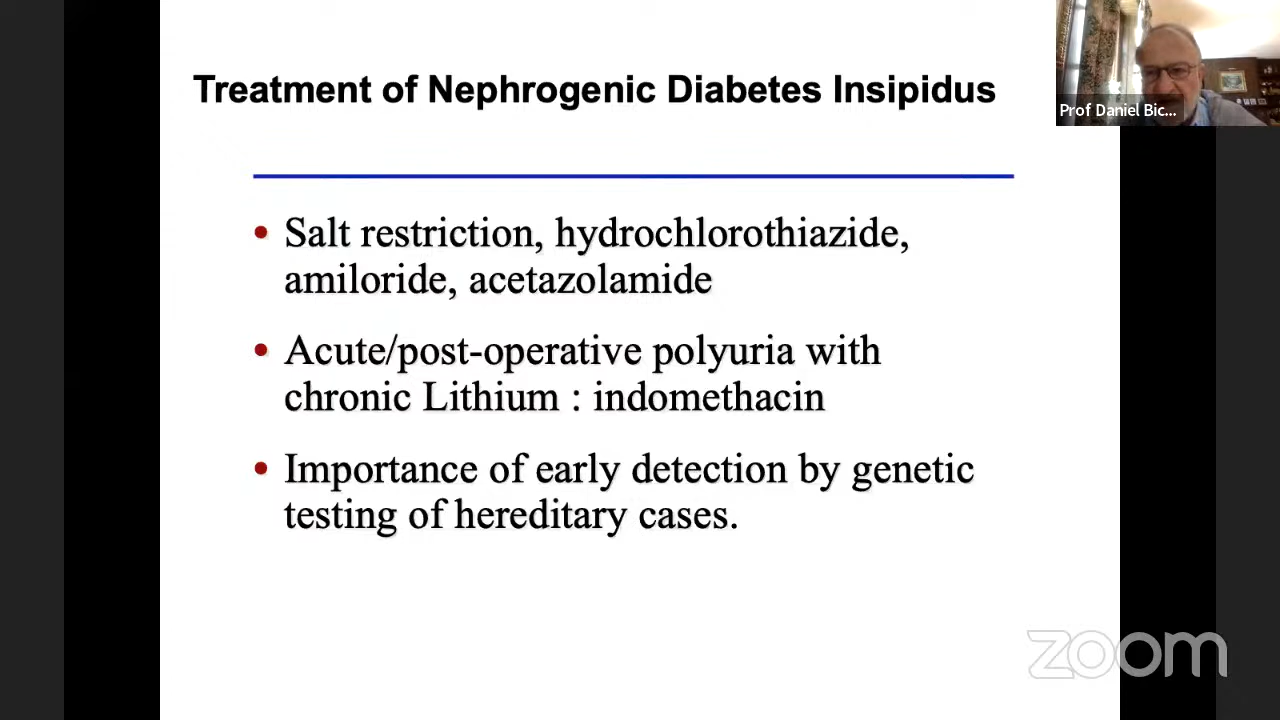 Treatment of Nephrogenic Diabetes Insipidus
Prof Daniel Bic...
• Salt restriction, hydrochlorothiazide,
amiloride, acetazolamide
• Acute/post-operative polyuria with
chronic Lithium : indomethacin
• Importance of early detection by genetic
testing of hereditary cases.
zoom